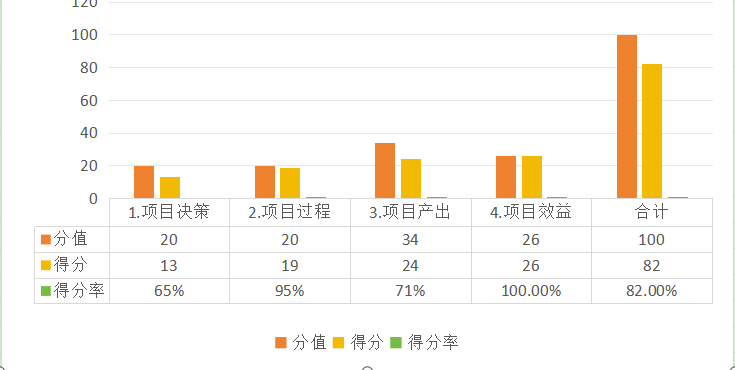 120
100
80
60
40
20
0
1.项目决策 2.项目过程 3.项目产出 4.项目效益 合计
分值 20 20 34 26 100
得分 13 19 24 26 82
得分率 65% 95% 71% 100.00% 82.00%
分值 得分 得分率